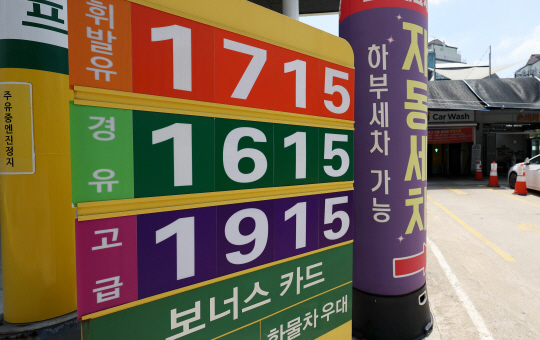 프
주유중엔진정지
휘발유 1715
경유 1615
고급 1915
보너스 카드
화물차우대
자동세차
하부세차 가능
Car Wash